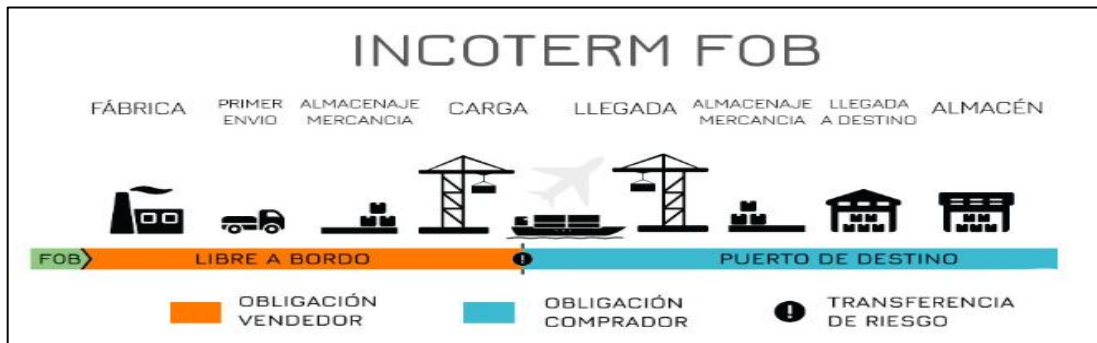 INCOTERM FOB
FÁBRICA
PRIMER
ENVIO
ALMACENAJE
MERCANCIA
CARGA
LLEGADA
ALMACENAJE
MERCANCIA
LLEGADA
A DESTINO
ALMACÉN
FOB
LIBRE A BORDO
PUERTO DE DESTINO
OBLIGACIÓN
VENDEDOR
OBLIGACIÓN
COMPRADOR
TRANSFERENCIA
DE RIESGO